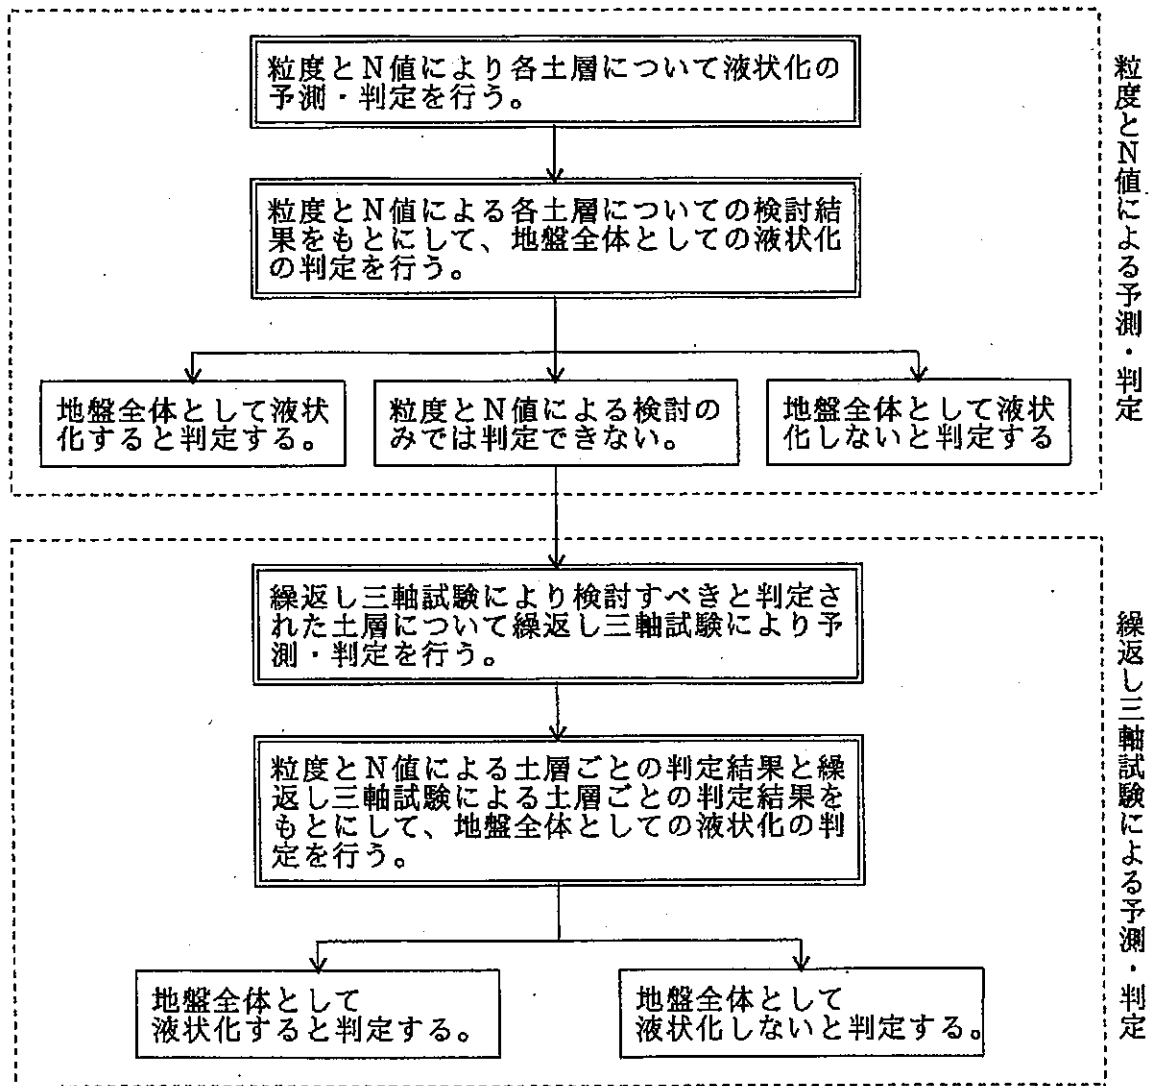 粒度とN値により各土層について液状化の
予測・判定を行う。
粒度とN値による各土層についての検討結
果をもとにして、地盤全体としての液状化
の判定を行う。
地盤全体として液状
化すると判定する。
粒度とN値による検討の
みでは判定できない。
地盤全体として液状
化しないと判定する
粒度とN値による予測・判定
繰返し三軸試験により検討すべきと判定さ
れた土層について繰返し三軸試験により予
測・判定を行う。
粒度とN値による土層ごとの判定結果と繰
返し三軸試験による土層ごとの判定結果を
もとにして、地盤全体としての液状化の判
定を行う。
地盤全体として
液状化すると判定する。
地盤全体として
液状化しないと判定する。
繰返し三軸試験による予測・判定